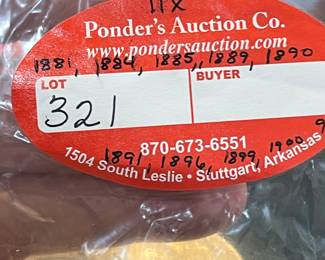 11x
Ponder's Auction Co.
www.pondersauction.com
1881, 1884, 1885, 1889, 1890
LOT BUYER
321
870-673-6551
1504 South Leslie • Stuttgart, Arkansas
1891, 1896, 1899, 1900